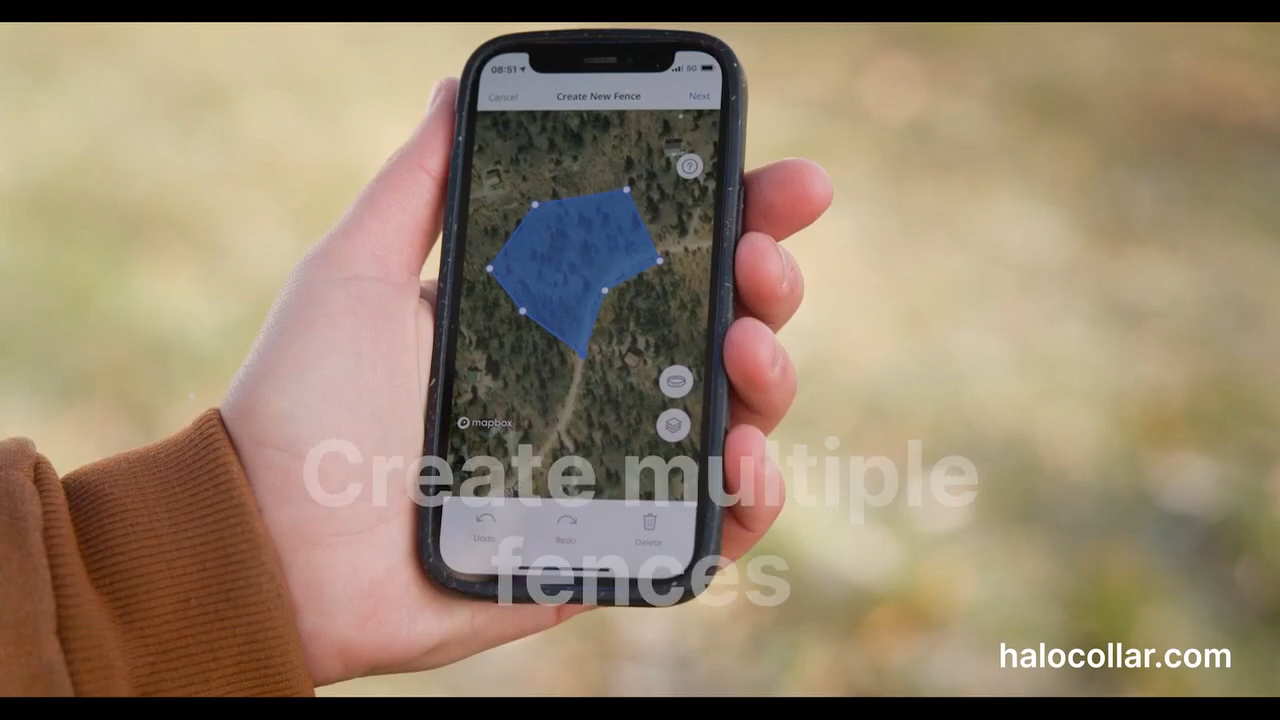 08:51 5G
Cancel Create New Fence Next
?
mapbox
Create multiple
Undo Redo Delete
fences
halocollar.com